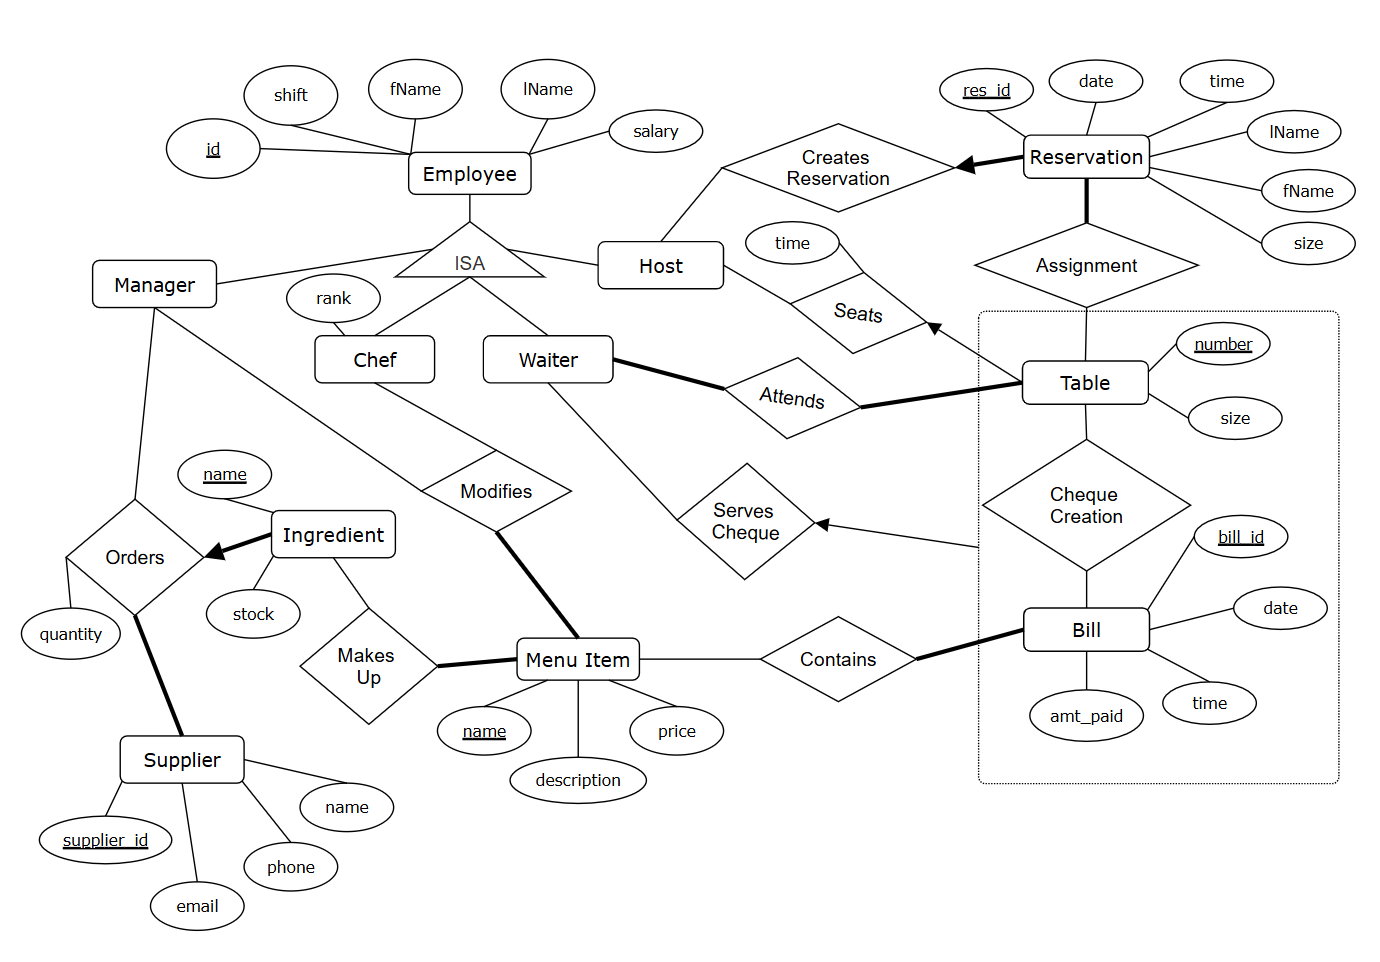 shift
fName
lName
salary
id
Employee
ISA
Manager
rank
Chef
Waiter
Host
Creates
Reservation
res_id
date
time
lName
fName
size
Reservation
Assignment
time
Seats
Attends
Table
number
size
Cheque
Creation
Serves
Cheque
Modifies
name
Ingredient
stock
Orders
quantity
Makes
Up
Menu Item
name
description
price
Contains
Bill
bill_id
date
time
amt_paid
Supplier
supplier_id
email
phone
name